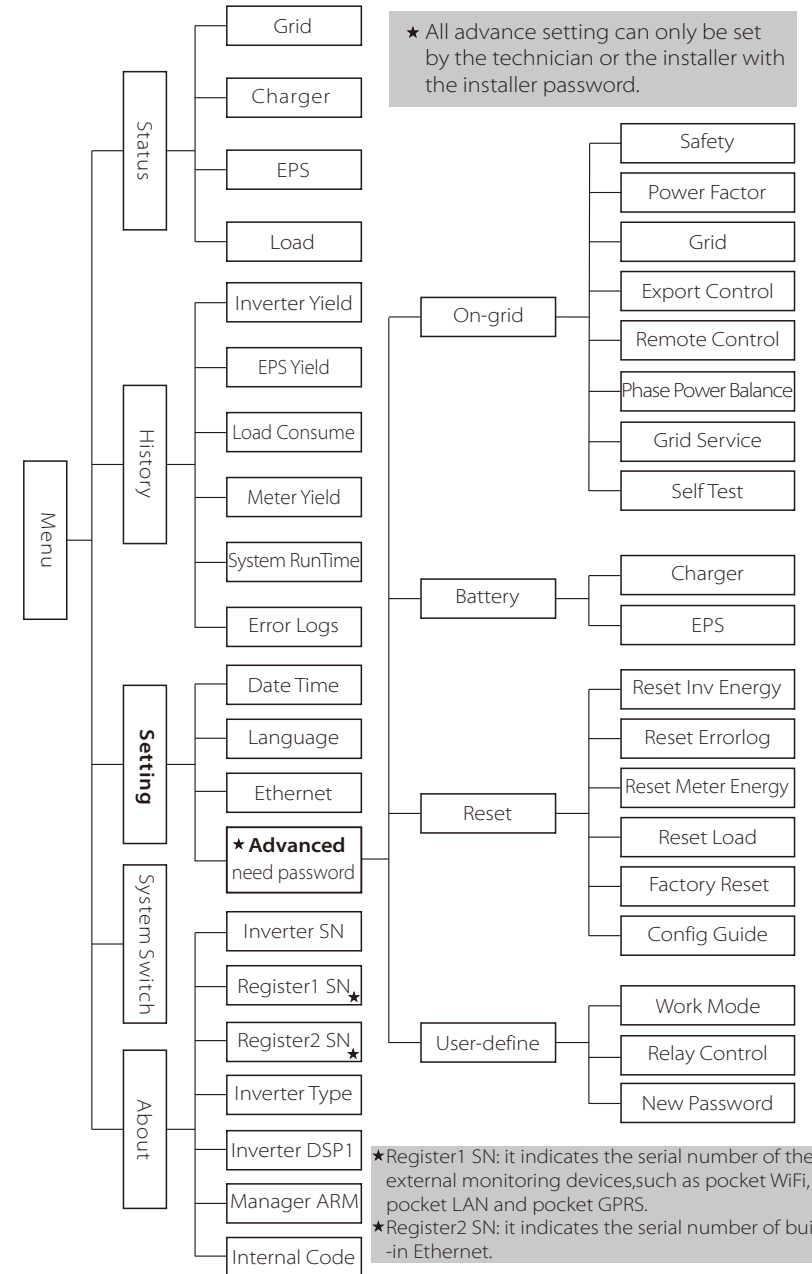 Menu
Status
Grid
Charger
EPS
Load
History
Inverter Yield
EPS Yield
Load Consume
Meter Yield
System RunTime
Error Logs
Setting
Date Time
Language
Ethernet
★ Advanced
need password
System Switch
About
Inverter SN
Register1 SN★
Register2 SN★
Inverter Type
Inverter DSP1
Manager ARM
Internal Code
★ All advance setting can only be set
by the technician or the installer with
the installer password.
On-grid
Safety
Power Factor
Grid
Export Control
Remote Control
Phase Power Balance
Grid Service
Self Test
Battery
Charger
EPS
Reset
Reset Inv Energy
Reset Errorlog
Reset Meter Energy
Reset Load
Factory Reset
Config Guide
User-define
Work Mode
Relay Control
New Password
★Register1 SN: it indicates the serial number of the
external monitoring devices,such as pocket WiFi,
pocket LAN and pocket GPRS.
★Register2 SN: it indicates the serial number of
-in Ethernet.